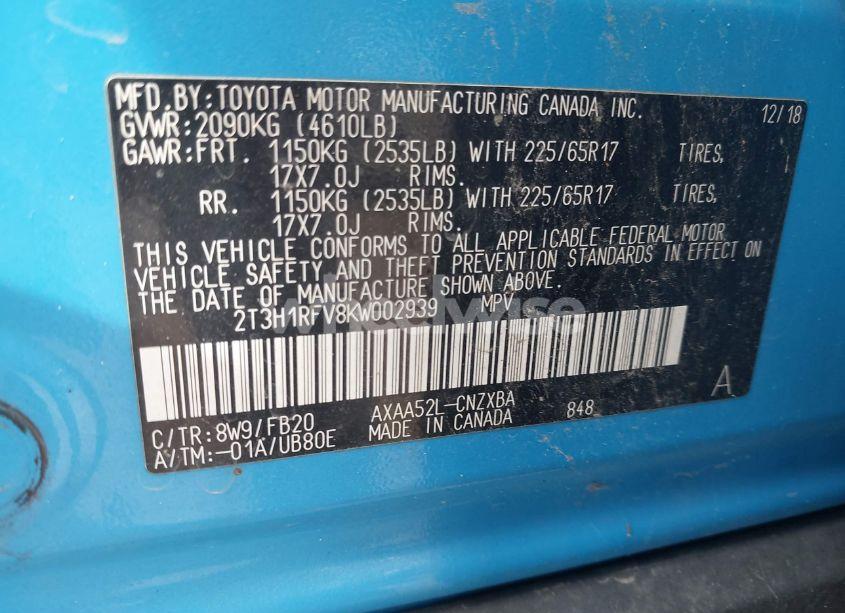 MFD.BY:TOYOTA MOTOR MANUFACTURING CANADA INC. 12/18
GVWR:2090KG (4610LB)
GAWR:FRT. 1150KG (2535LB) WITH 225/65R17 TIRES,
17X7.0J RIMS.
RR. 1150KG (2535LB) WITH 225/65R17 TIRES,
17X7.0J RIMS.
THIS VEHICLE CONFORMS TO ALL APPLICABLE FEDERAL MOTOR
VEHICLE SAFETY AND THEFT PREVENTION STANDARDS IN EFFECT ON
THE DATE OF MANUFACTURE SHOWN ABOVE.
2T3H1RFV8KW002939 MPV
wheelwise
C/TR:8W9/FB20 AXAA52L-CNZXBA 848 A
A/TM:-01A/UB80E MADE IN CANADA